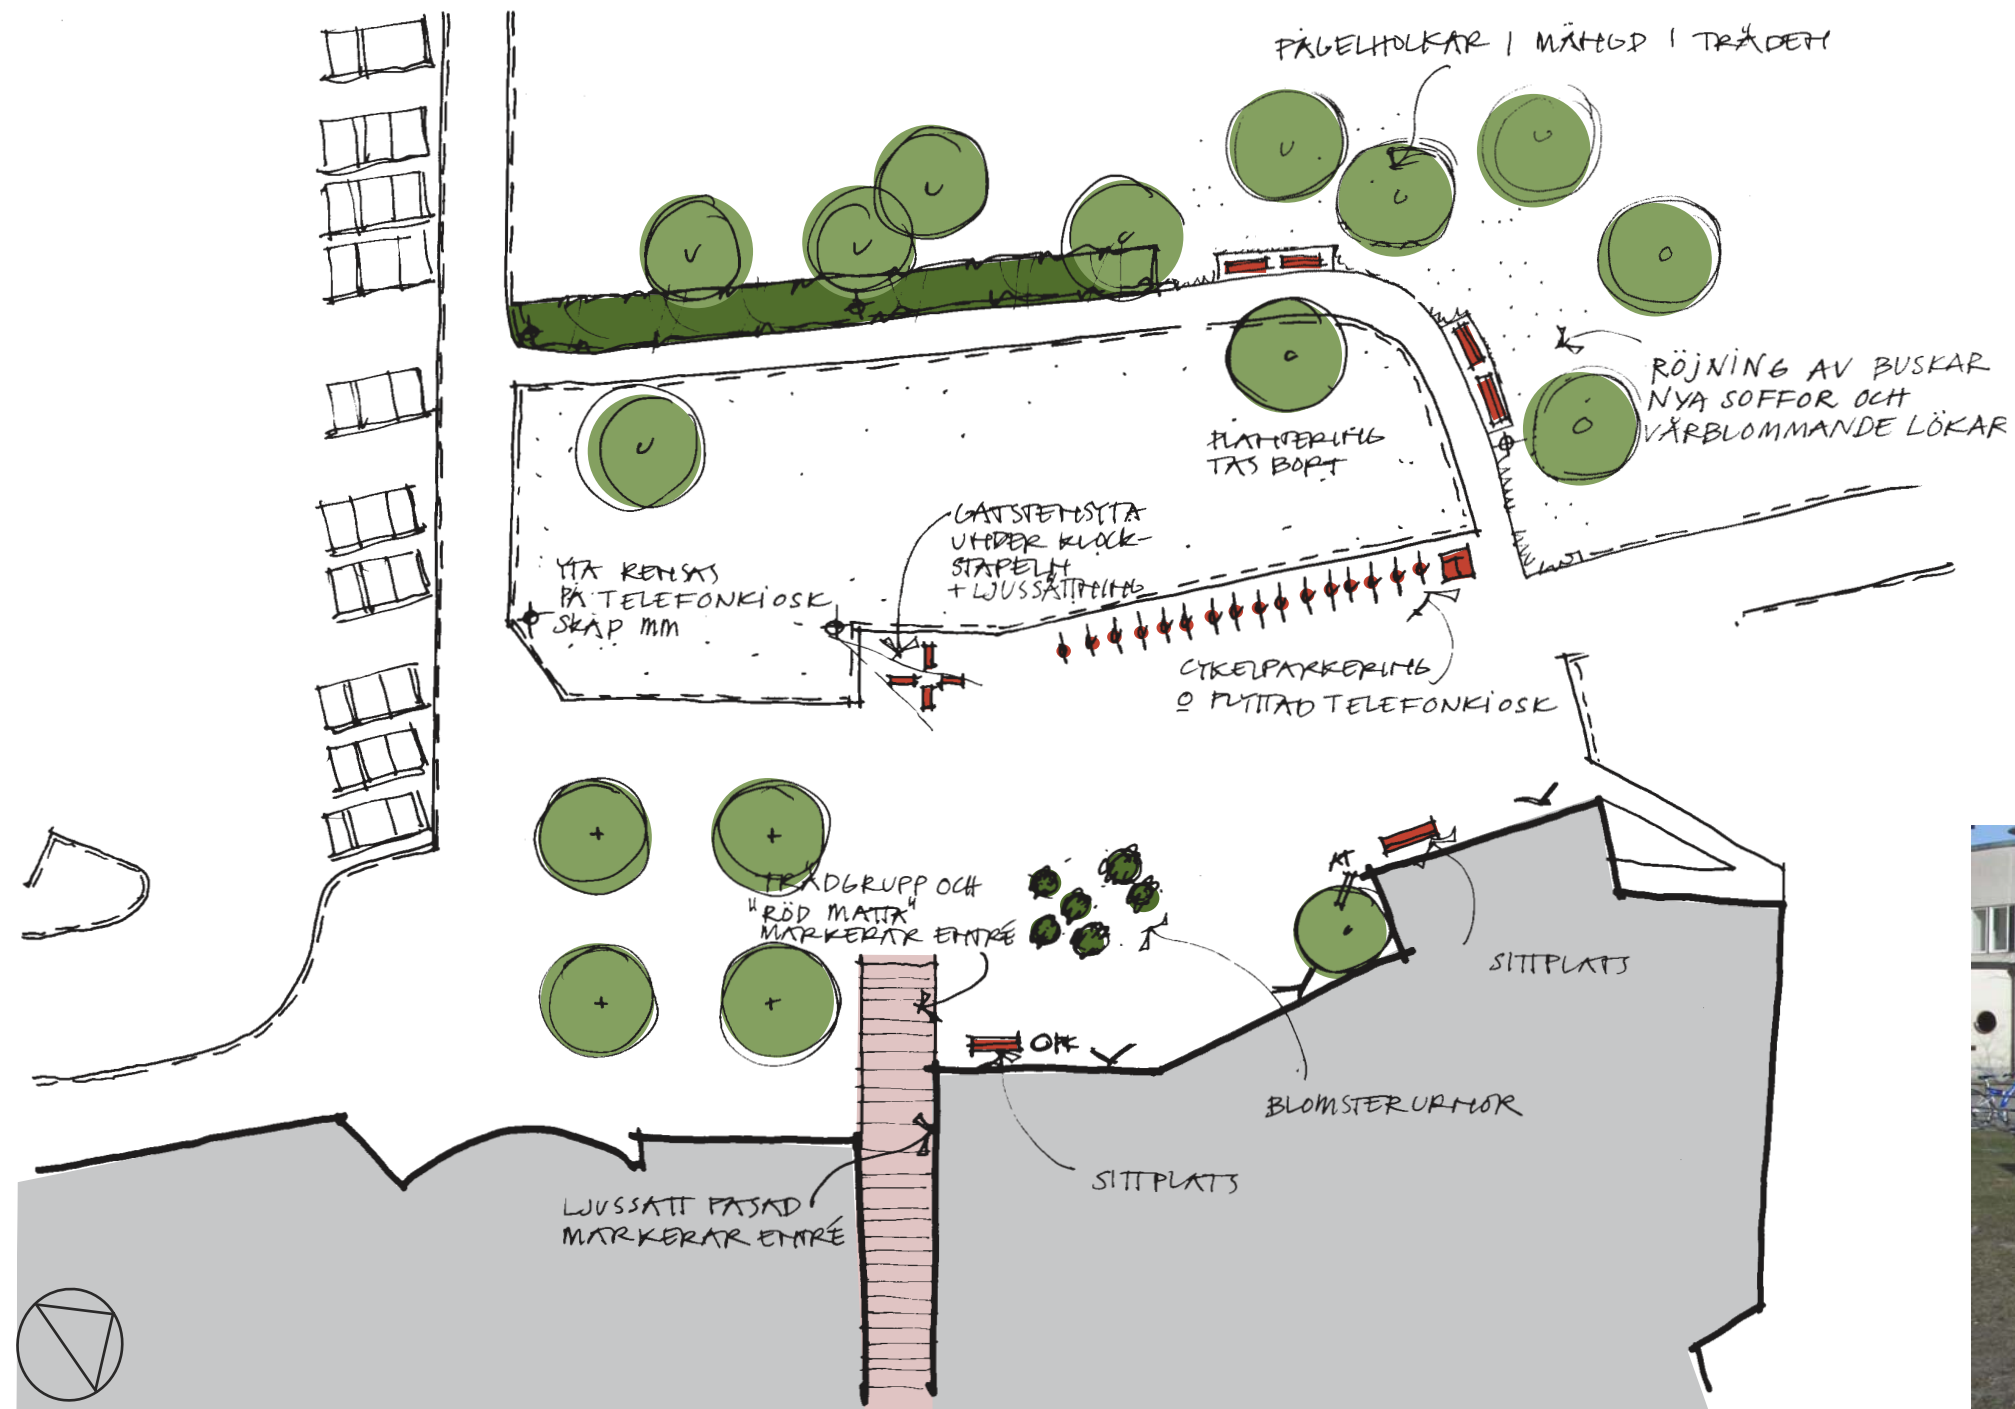 FÅGELHOLKAR I MÄNGD I TRÄDEN
RÖJNING AV BUSKAR
NYA SOFFOR OCH
VÅRBLOMMANDE LÖKAR
PLANTERING
TAS BORT
GATSTENSYTA
UNDER KLOCK-
STAPELN
+ LJUSSÄTTNING
YTA RENSAS
PÅ TELEFONKIOSK
SKÅP MM
T
CYKELPARKERING
O FLYTTAD TELEFONKIOSK
TRÄDGRUPP OCH
"RÖD MATTA"
MARKERAR ENTRÉ
AT
SITTPLATS
OFK
BLOMSTERURNOR
SITTPLATS
LJUSSATT FASAD
MARKERAR ENTRÉ